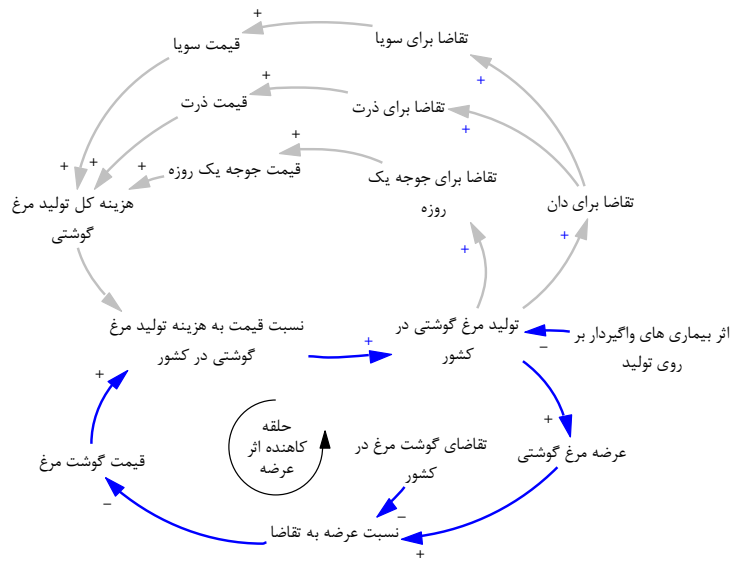 تقاضا برای سویا
قیمت سویا
تقاضا برای ذرت
قیمت ذرت
تقاضا برای جوجه یک
روزه
قیمت جوجه یک روزه
تقاضا برای دان
هزینه کل تولید مرغ
گوشتی
نسبت قیمت به هزینه تولید مرغ
گوشتی در کشور
تولید مرغ گوشتی در
کشور
اثر بیماری های واگیردار بر
روی تولید
عرضه مرغ گوشتی
تقاضای گوشت مرغ در
کشور
حلقه
کاهنده اثر
عرضه
قیمت گوشت مرغ
نسبت عرضه به تقاضا